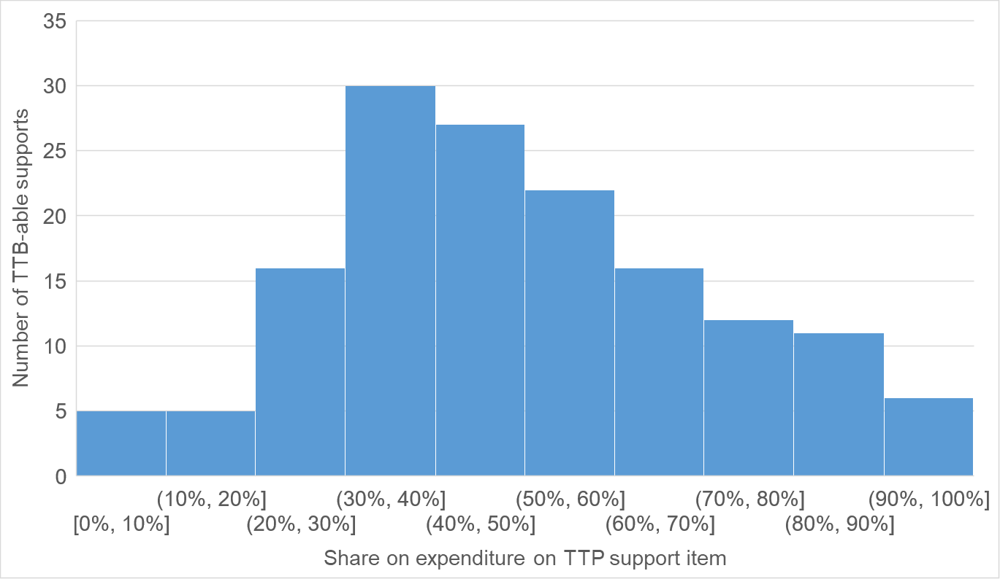 35
30
25
20
15
10
5
0
Number of TTB-able supports
(10%, 20%] (30%, 40%] (50%, 60%] (70%, 80%] (90%, 100%]
[0%, 10%] (20%, 30%] (40%, 50%] (60%, 70%] (80%, 90%]
Share on expenditure on TTP support item